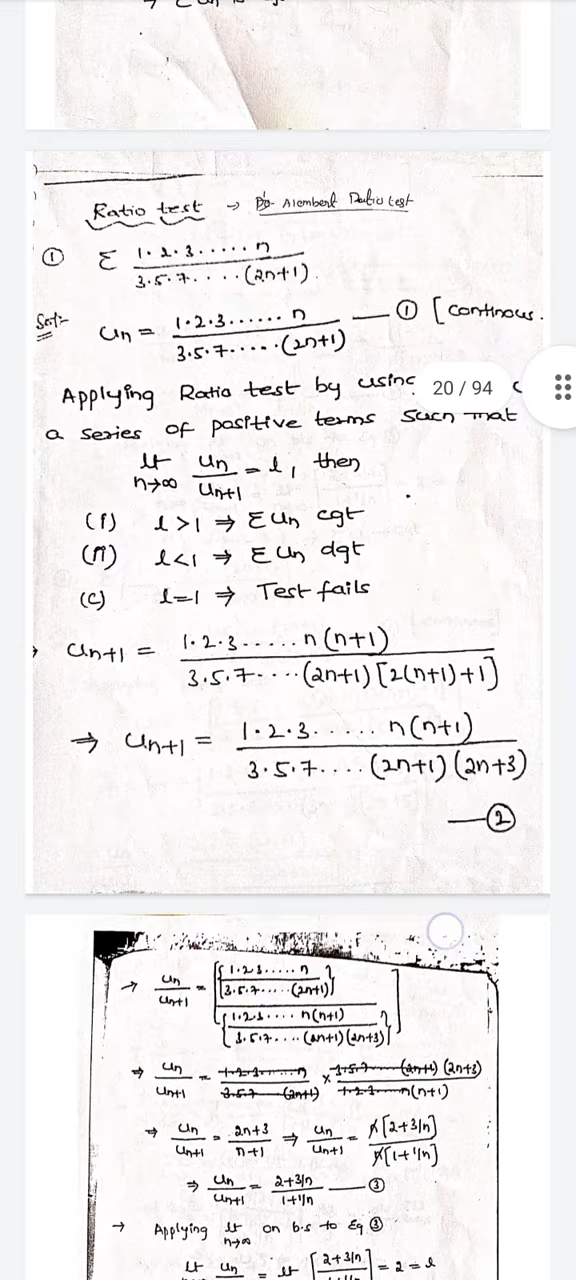 Ratio test → D'- Alembert Ratio test
① Σ 1·2·3.....n / 3·5·7.....(2n+1).
Sol:- Un = 1·2·3......n / 3·5·7.....(2n+1) — ① [continous.
Applying Ratio test by using
20 / 94
a series of positive terms such that
lt n→∞ Un/Un+1 = l, then
(i) l>1 ⇒ ΣUn cgt
(ii) l<1 ⇒ ΣUn dgt
(c) l=1 ⇒ Test fails
Un+1 = 1·2·3.....n(n+1) / 3·5·7....(2n+1)[2(n+1)+1]
⇒ Un+1 = 1·2·3......n(n+1) / 3·5·7....(2n+1)(2n+3)
—②
→ Un/Un+1 = [{1·2·3.....n / 3·5·7.....(2n+1)} / {1·2·3.... n(n+1) / 3·5·7....(2n+1)(2n+3)}]
⇒ Un/Un+1 = 1·2·3.....n / 3·5·7 (2n+1) × 3·5·7 (2n+1)(2n+3) / 1·2·3 n(n+1)
⇒ Un/Un+1 = 2n+3/n+1 ⇒ Un/Un+1 = n[2+3/n] / n[1+1/n]
⇒ Un/Un+1 = 2+3/n / 1+1/n — ③
→ Applying lt n→∞ on b·s to Eq ③
lt Un = lt [2+3/n] = 2 = l